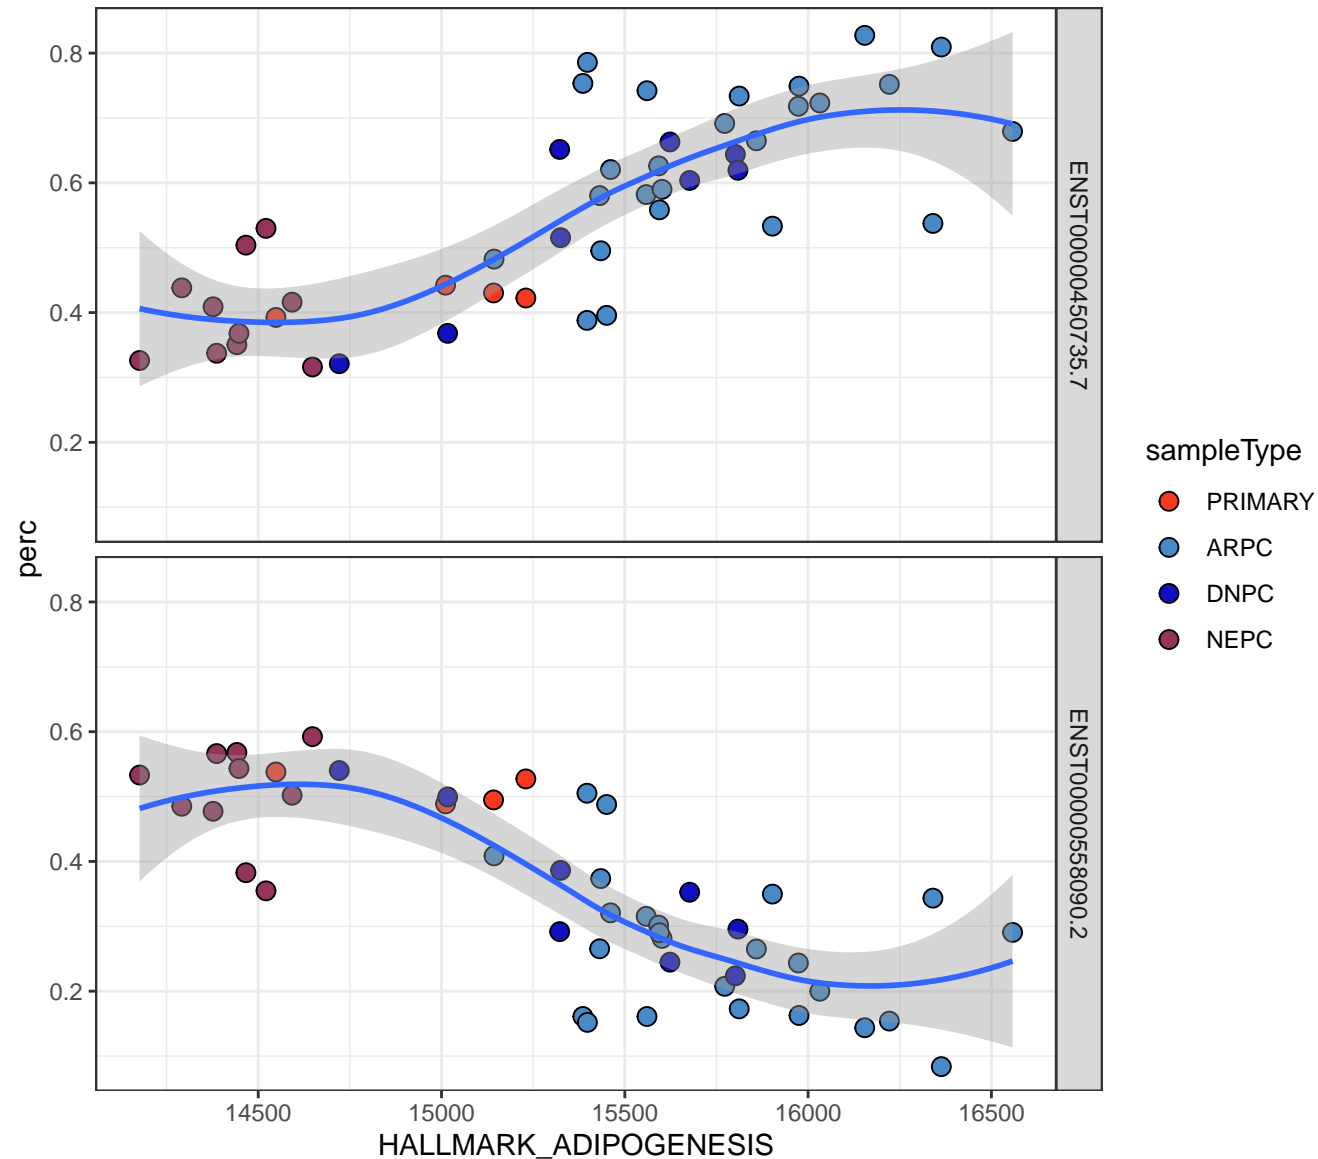 0.8
0.6
0.4
0.2
ENST00000450735.7
0.8
0.6
0.4
0.2
ENST00000558090.2
perc
14500 15000 15500 16000 16500
HALLMARK_ADIPOGENESIS
sampleType
PRIMARY
ARPC
DNPC
NEPC